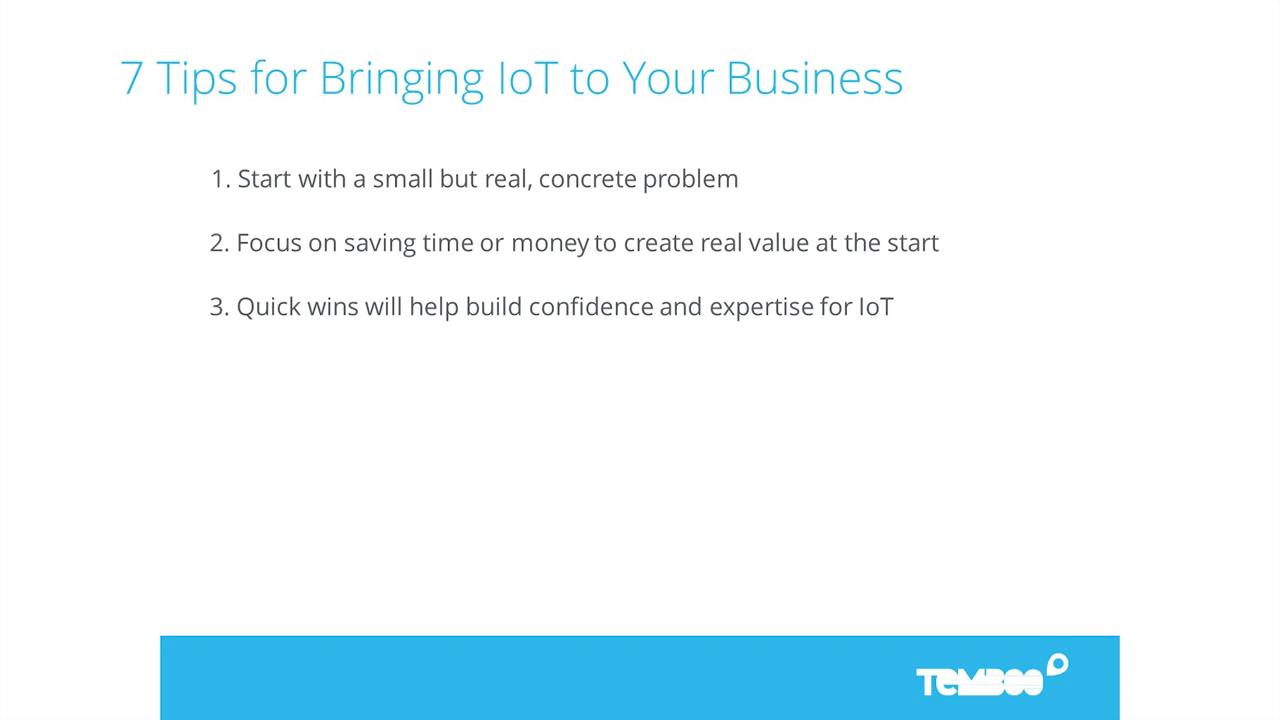 7 Tips for Bringing IoT to Your Business
1. Start with a small but real, concrete problem
2. Focus on saving time or money to create real value at the start
3. Quick wins will help build confidence and expertise for IoT
TEMBOO